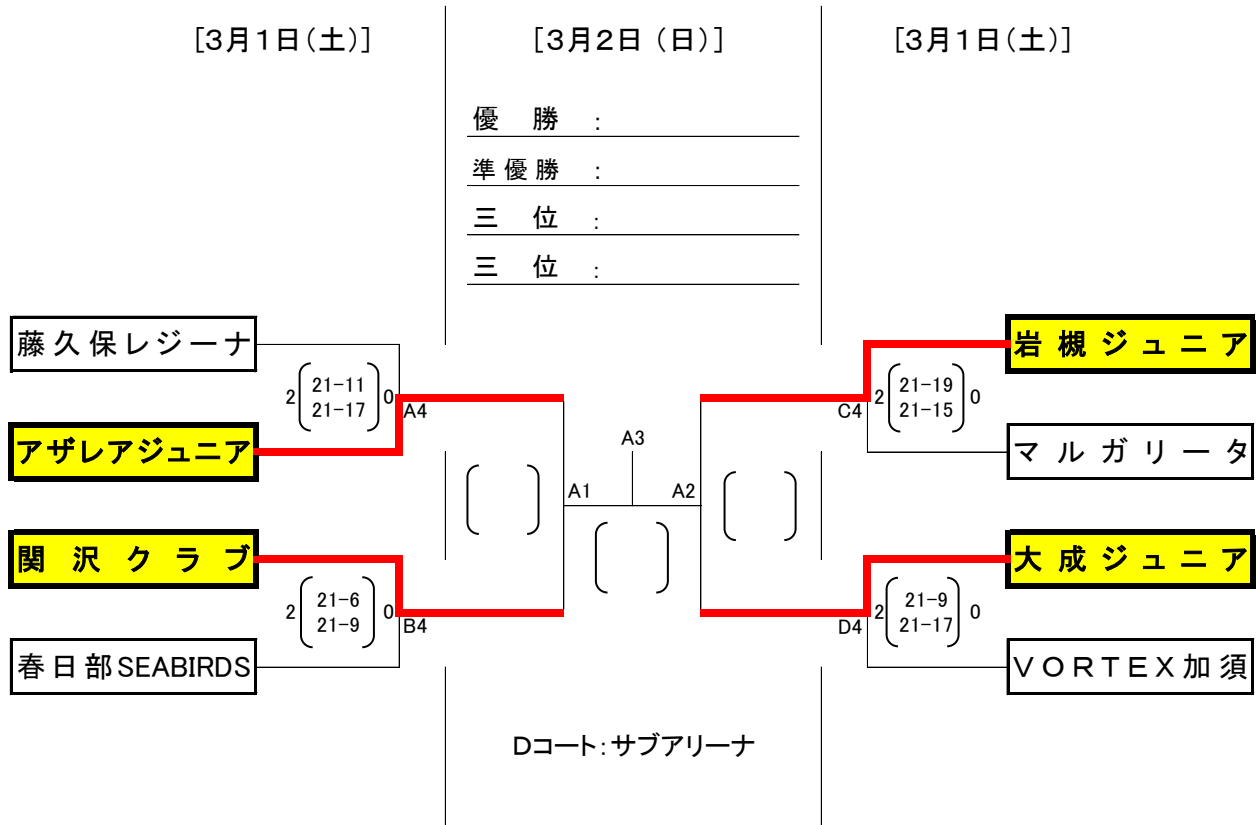 [３月１日（土）]
[３月２日（日）]
[３月１日（土）]
優　勝　：
準優勝　：
三　位　：
三　位　：
藤久保レジーナ
岩槻ジュニア
2 21-11 0
21-17
A4
C4
2 21-19 0
21-15
アザレアジュニア
マルガリータ
A3
A1
A2
関沢クラブ
大成ジュニア
2 21-6 0
21-9
B4
D4
2 21-9 0
21-17
春日部SEABIRDS
ＶＯＲＴＥＸ加須
Ｄコート：サブアリーナ